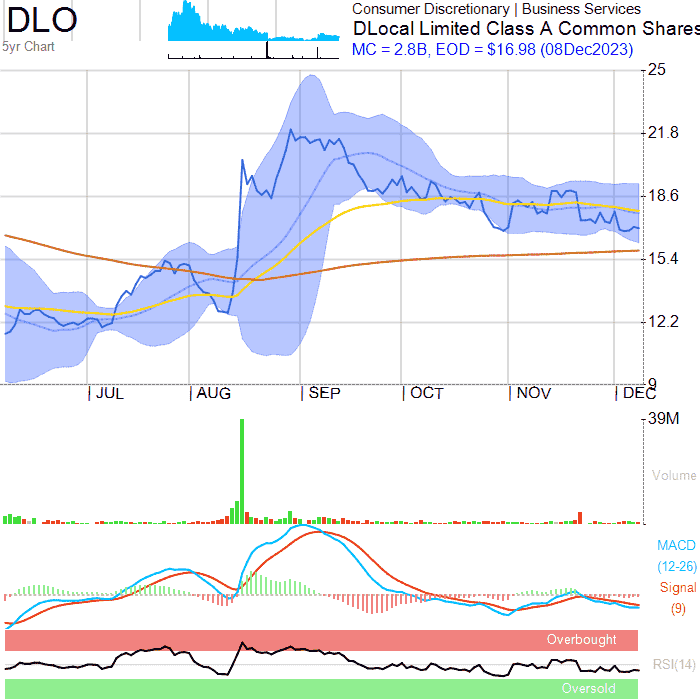 DLO
5yr Chart
Consumer Discretionary | Business Services
DLocal Limited Class A Common Shares
MC = 2.8B, EOD = $16.98 (08Dec2023)
25
21.8
18.6
15.4
12.2
9
JUL
AUG
SEP
OCT
NOV
DEC
39M
Volume
MACD
(12-26)
Signal
(9)
Overbought
RSI(14)
Oversold